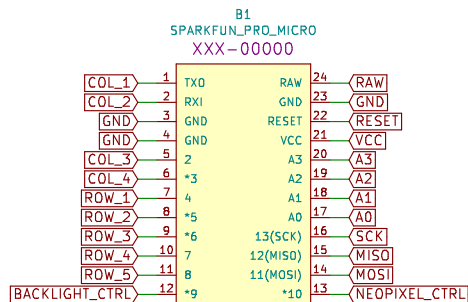 B1
SPARKFUN_PRO_MICRO
XXX-00000
COL_1 1 TXO RAW 24 RAW
COL_2 2 RXI GND 23 GND
GND 3 GND RESET 22 RESET
GND 4 GND VCC 21 VCC
COL_3 5 2 A3 20 A3
COL_4 6 *3 A2 19 A2
ROW_1 7 4 A1 18 A1
ROW_2 8 *5 A0 17 A0
ROW_3 9 *6 13(SCK) 16 SCK
ROW_4 10 7 12(MISO) 15 MISO
ROW_5 11 8 11(MOSI) 14 MOSI
BACKLIGHT_CTRL 12 *9 *10 13 NEOPIXEL_CTRL